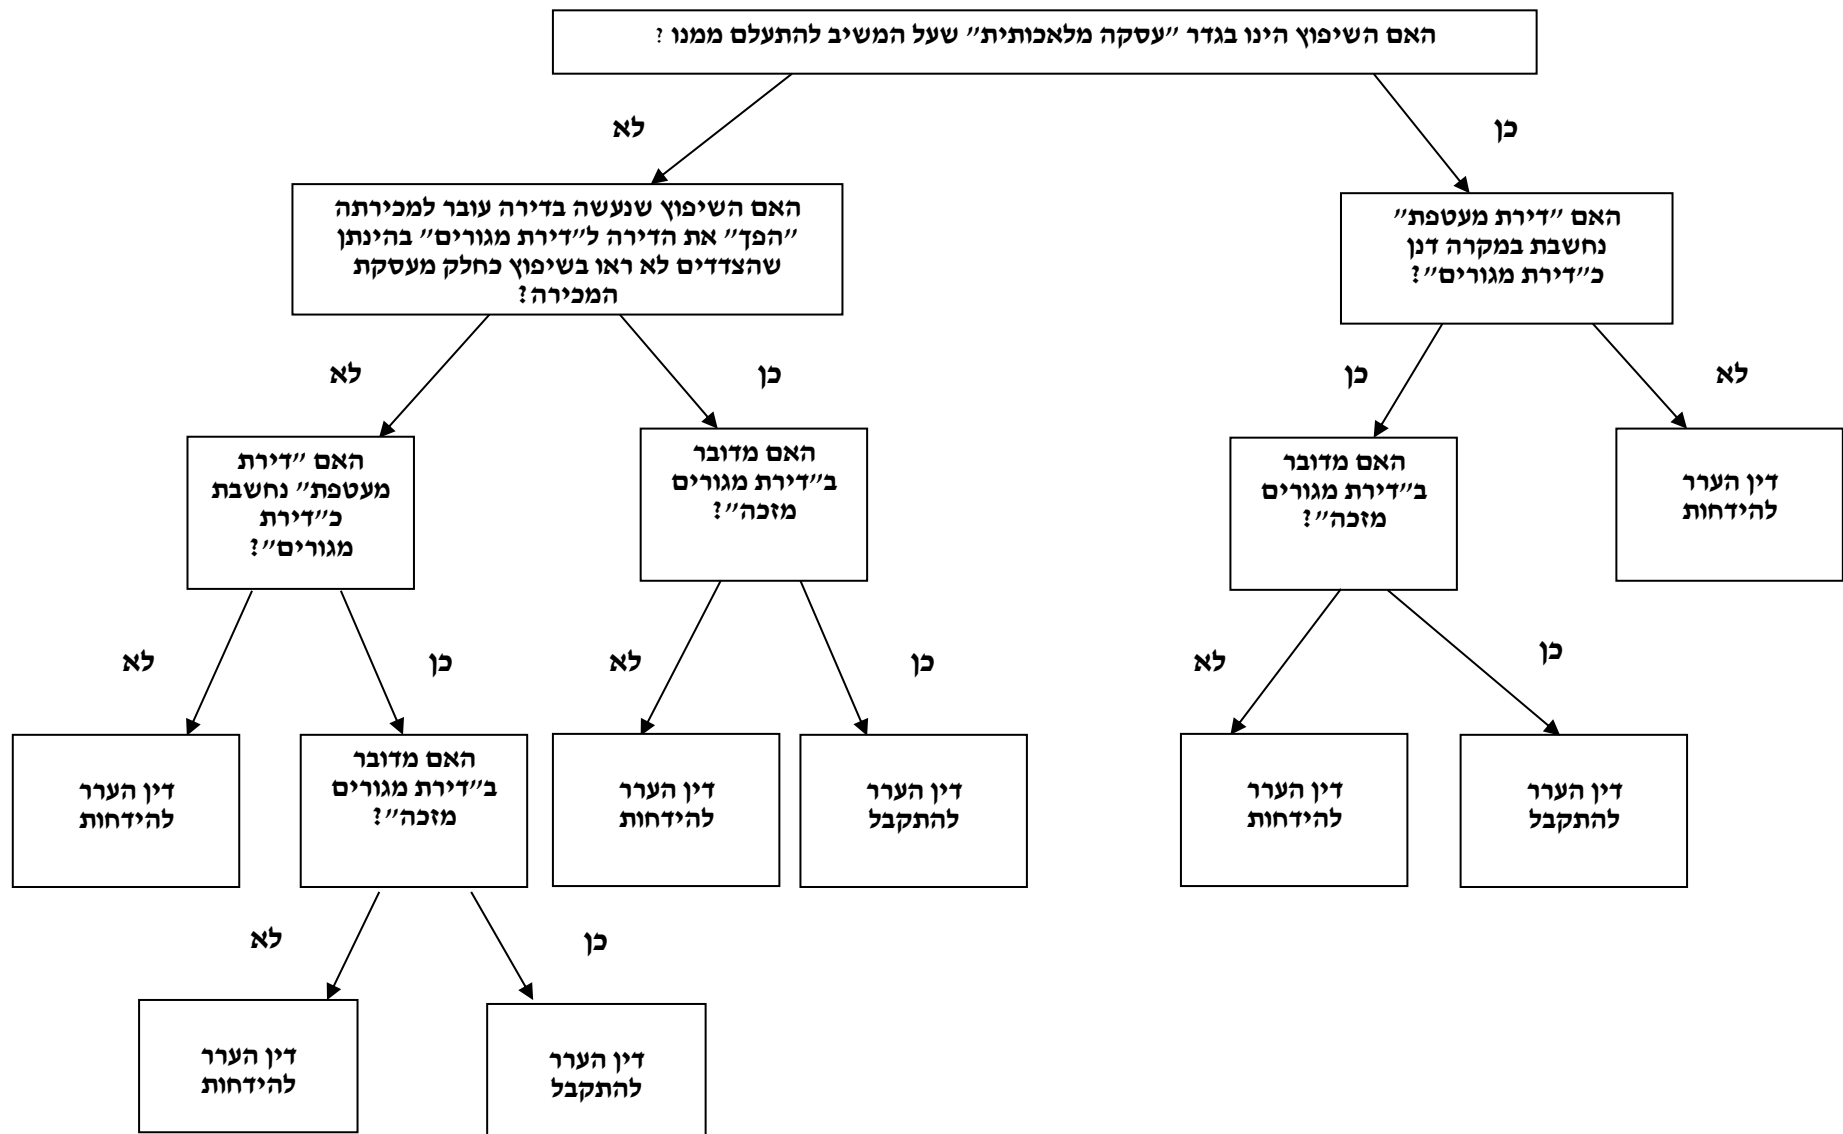 האם השיפוץ הינו בגדר "עסקה מלאכותית" שעל המשיב להתעלם ממנו ?
כן
לא
האם "דירת מעטפת"
נחשבת במקרה דנן
כ"דירת מגורים"?
האם השיפוץ שנעשה בדירה עובר למכירתה
"הפך" את הדירה ל"דירת מגורים" בהינתן
שהצדדים לא ראו בשיפוץ כחלק מעסקת
המכירה?
לא
כן
כן
לא
דין הערר
להידחות
האם מדובר
ב"דירת מגורים
מזכה"?
האם מדובר
ב"דירת מגורים
מזכה"?
האם "דירת
מעטפת" נחשבת
כ"דירת
מגורים"?
כן
לא
כן
לא
כן
לא
דין הערר
להתקבל
דין הערר
להידחות
דין הערר
להתקבל
דין הערר
להידחות
האם מדובר
ב"דירת מגורים
מזכה"?
דין הערר
להידחות
כן
לא
דין הערר
להתקבל
דין הערר
להידחות